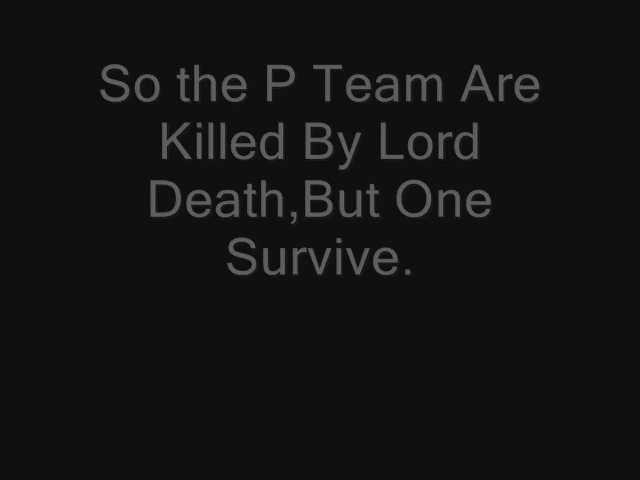 So the P Team Are
Killed By Lord
Death,But One
Survive.